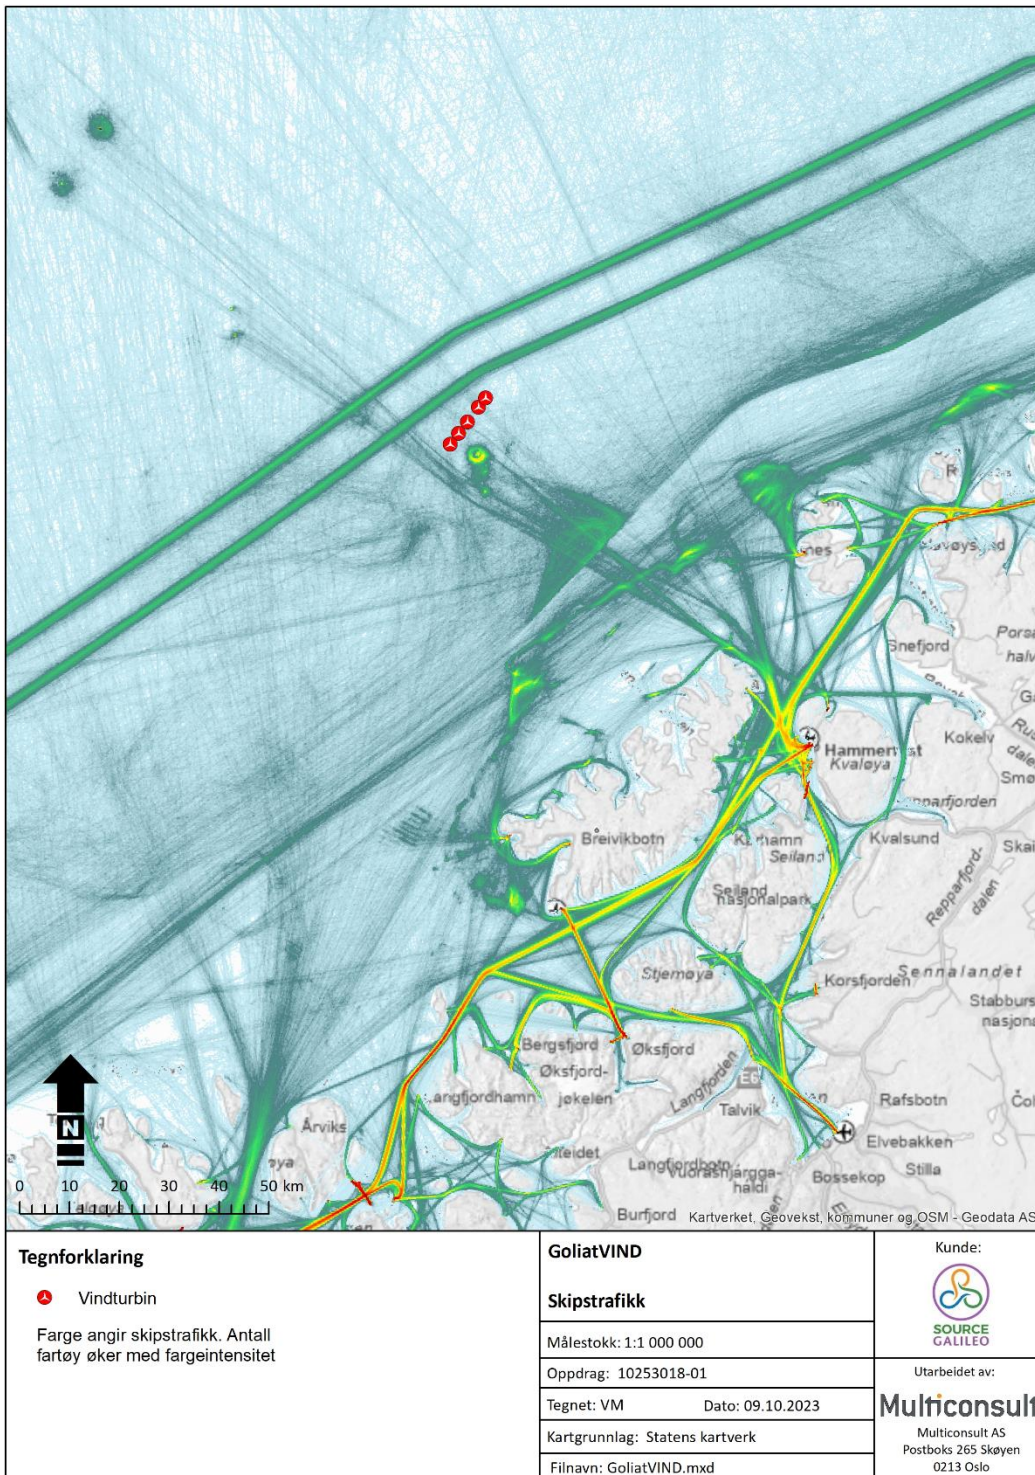 R
Snefjord
Kokelv
Hammerfest
Kvaløya
Kvalsund
Breivikbotn
Seiland
Seiland
nasjonalpark
Repparfjord-
dalen
Stjernøya
Korsfjorden
Sennalandet
Bergsfjord
Øksfjord
Øksfjord-
jøkelen
Langfjorden
E6
Talvik
Rafsbotn
Elvebakken
Bossekop
Stilla
Burfjord
Årviks
N
0 10 20 30 40 50 km
Kartverket, Geovekst, kommuner og OSM - Geodata AS
Tegnforklaring
Vindturbin
Farge angir skipstrafikk. Antall
fartøy øker med fargeintensitet
GoliatVIND
Skipstrafikk
Målestokk: 1:1 000 000
Oppdrag: 10253018-01
Tegnet: VM Dato: 09.10.2023
Kartgrunnlag: Statens kartverk
Filnavn: GoliatVIND.mxd
Kunde:
SOURCE
GALILEO
Utarbeidet av:
Multiconsult
Multiconsult AS
Postboks 265 Skøyen
0213 Oslo